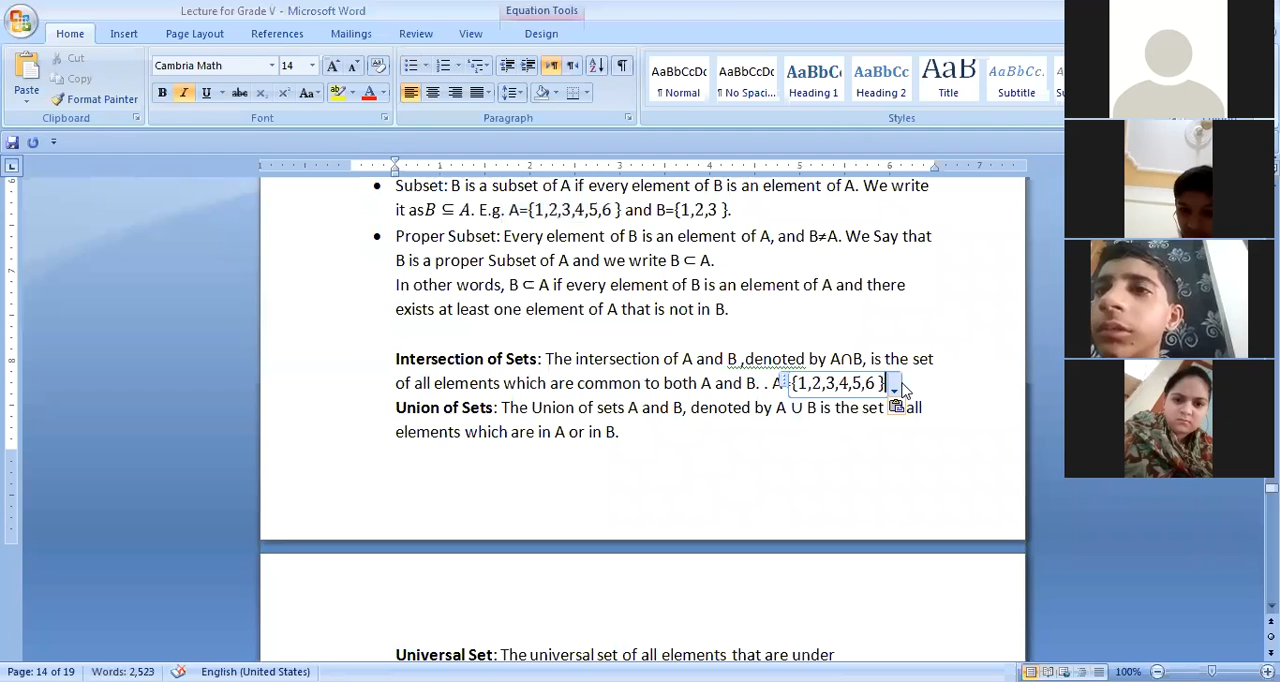 Lecture for Grade V - Microsoft Word
Equation Tools
Home
Insert
Page Layout
References
Mailings
Review
View
Design
Paste
Cut
Copy
Format Painter
Clipboard
Cambria Math
14
Font
Paragraph
AaBbCcDc
¶ Normal
AaBbCcDc
¶ No Spaci...
AaBbC
Heading 1
AaBbCc
Heading 2
AaB
Title
AaBbCc.
Subtitle
Styles
• Subset: B is a subset of A if every element of B is an element of A. We write
it as B ⊆ A. E.g. A={1,2,3,4,5,6 } and B={1,2,3 }.
• Proper Subset: Every element of B is an element of A, and B≠A. We Say that
B is a proper Subset of A and we write B ⊂ A.
In other words, B ⊂ A if every element of B is an element of A and there
exists at least one element of A that is not in B.
Intersection of Sets: The intersection of A and B ,denoted by A∩B, is the set
of all elements which are common to both A and B. . A={1,2,3,4,5,6 }
Union of Sets: The Union of sets A and B, denoted by A ∪ B is the set all
elements which are in A or in B.
Universal Set: The universal set of all elements that are under
Page: 14 of 19
Words: 2,523
English (United States)
100%